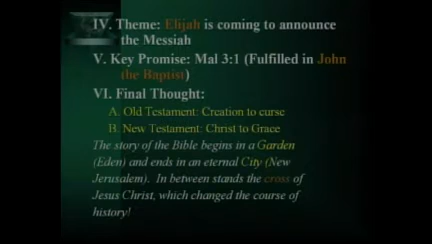 IV. Theme: Elijah is coming to announce
the Messiah
V. Key Promise: Mal 3:1 (Fulfilled in John
the Baptist)
VI. Final Thought:
A. Old Testament: Creation to curse
B. New Testament: Christ to Grace
The story of the Bible begins in a Garden
(Eden) and ends in an eternal City (New
Jerusalem). In between stands the cross of
Jesus Christ, which changed the course of
history!